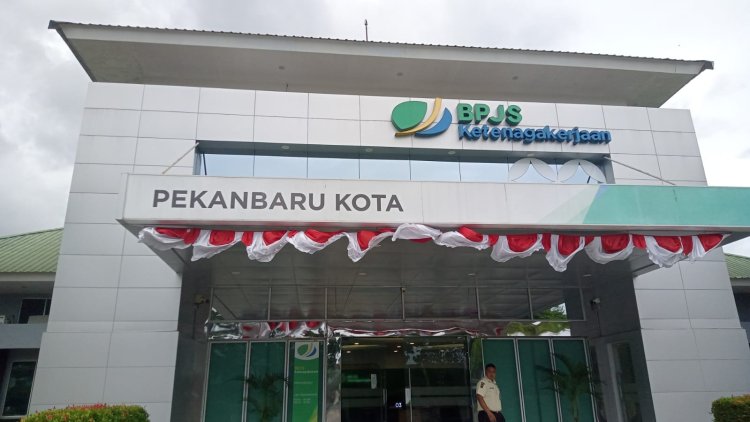 BPJS
Ketenagakerjaan
PEKANBARU KOTA